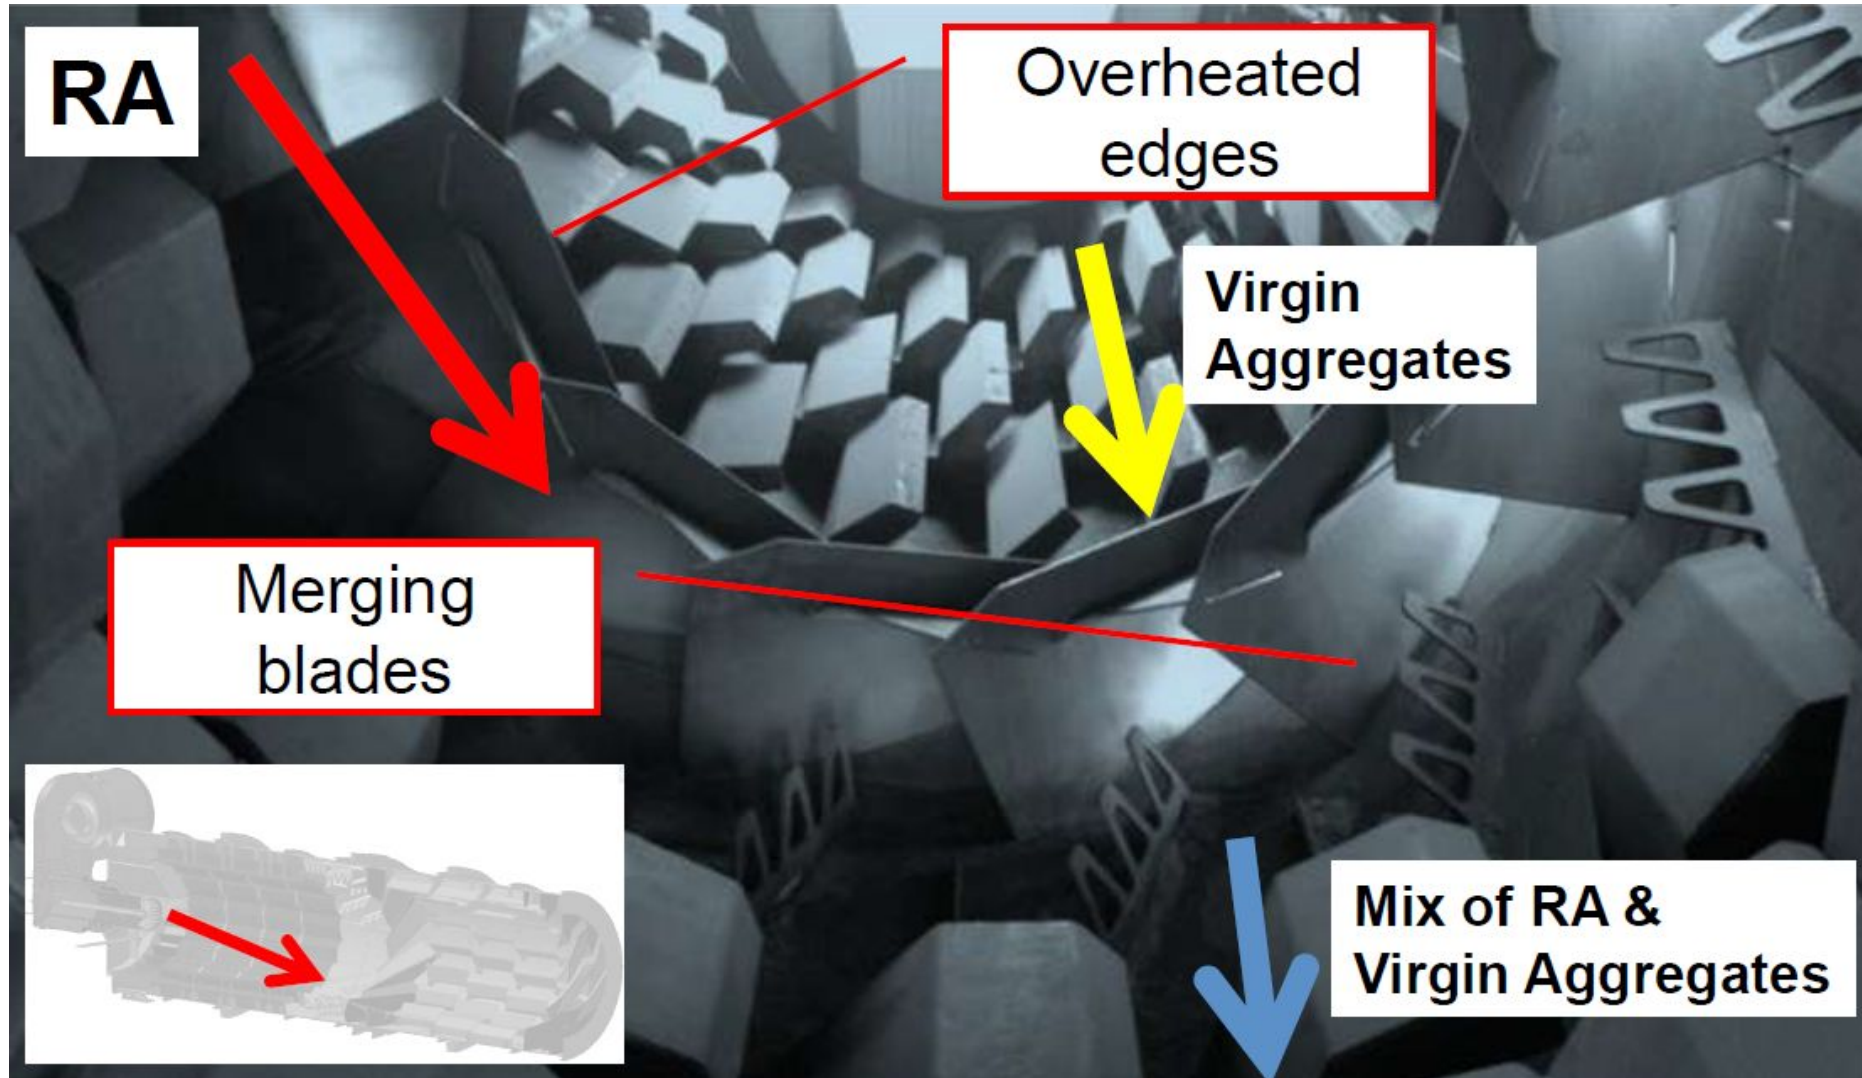 RA
Overheated
edges
Virgin
Aggregates
Merging
blades
Mix of RA &
Virgin Aggregates